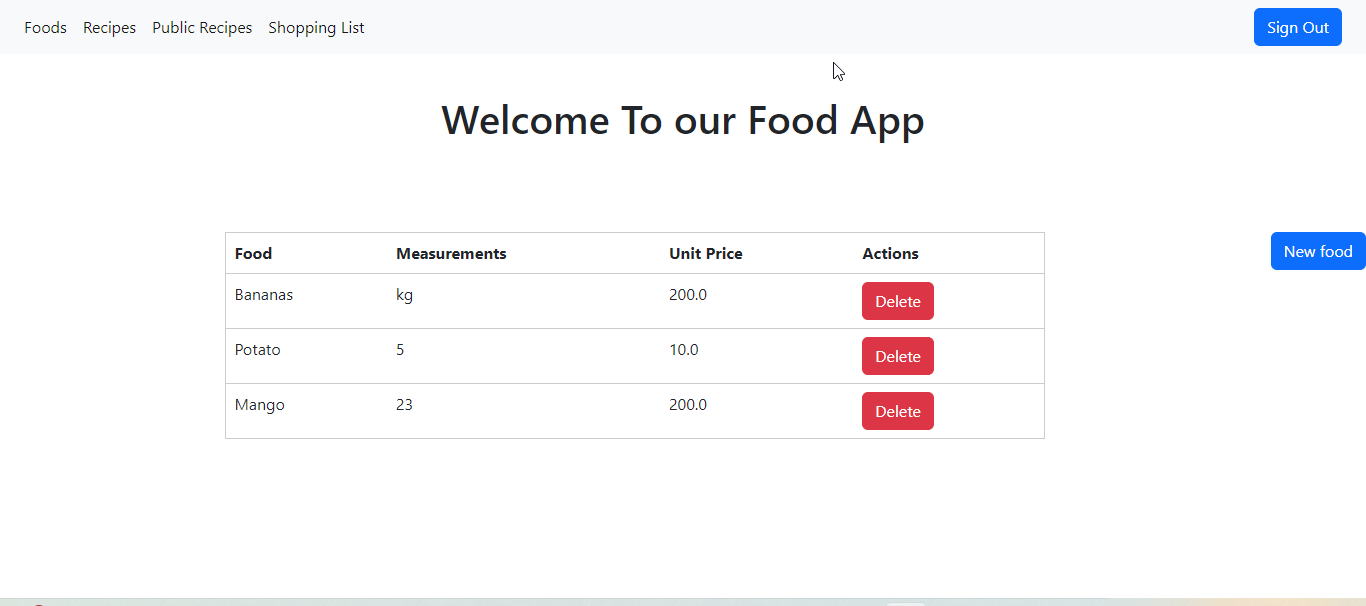 Foods Recipes Public Recipes Shopping List Sign Out
Welcome To our Food App
Food Measurements Unit Price Actions New food
Bananas kg 200.0 Delete
Potato 5 10.0 Delete
Mango 23 200.0 Delete